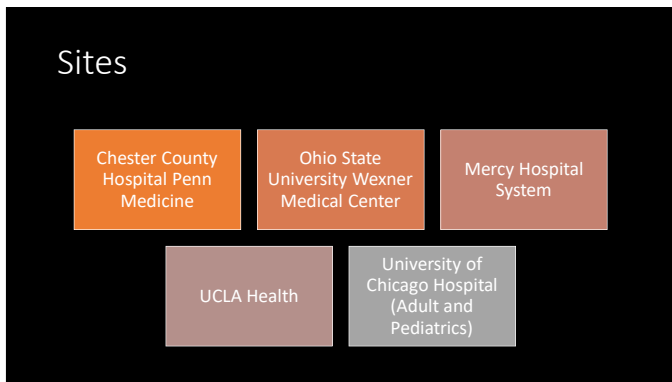 Sites
Chester County
Hospital Penn
Medicine
Ohio State
University Wexner
Medical Center
Mercy Hospital
System
UCLA Health
University of
Chicago Hospital
(Adult and
Pediatrics)